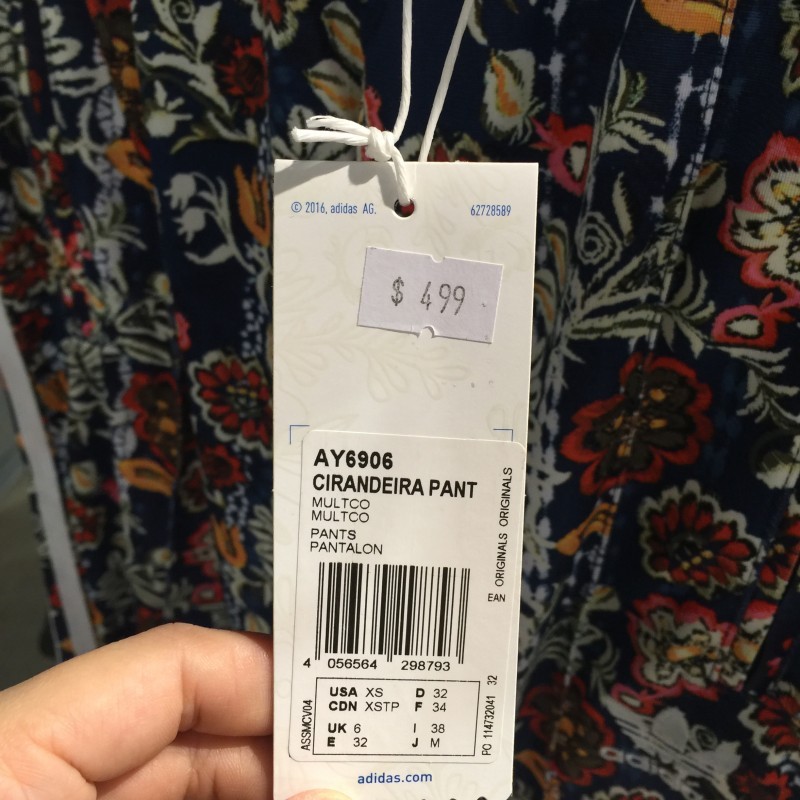 © 2016, adidas AG.
62728589
$ 499
AY6906
CIRANDEIRA PANT
MULTCO
MULTCO
PANTS
PANTALON
ORIGINALS ORIGINALS
EAN
4 056564 298793
USA XS D 32
CDN XSTP F 34
UK 6 I 38
E 32 J M
ASSMCV04
PO 114732041 32
adidas.com
adidas